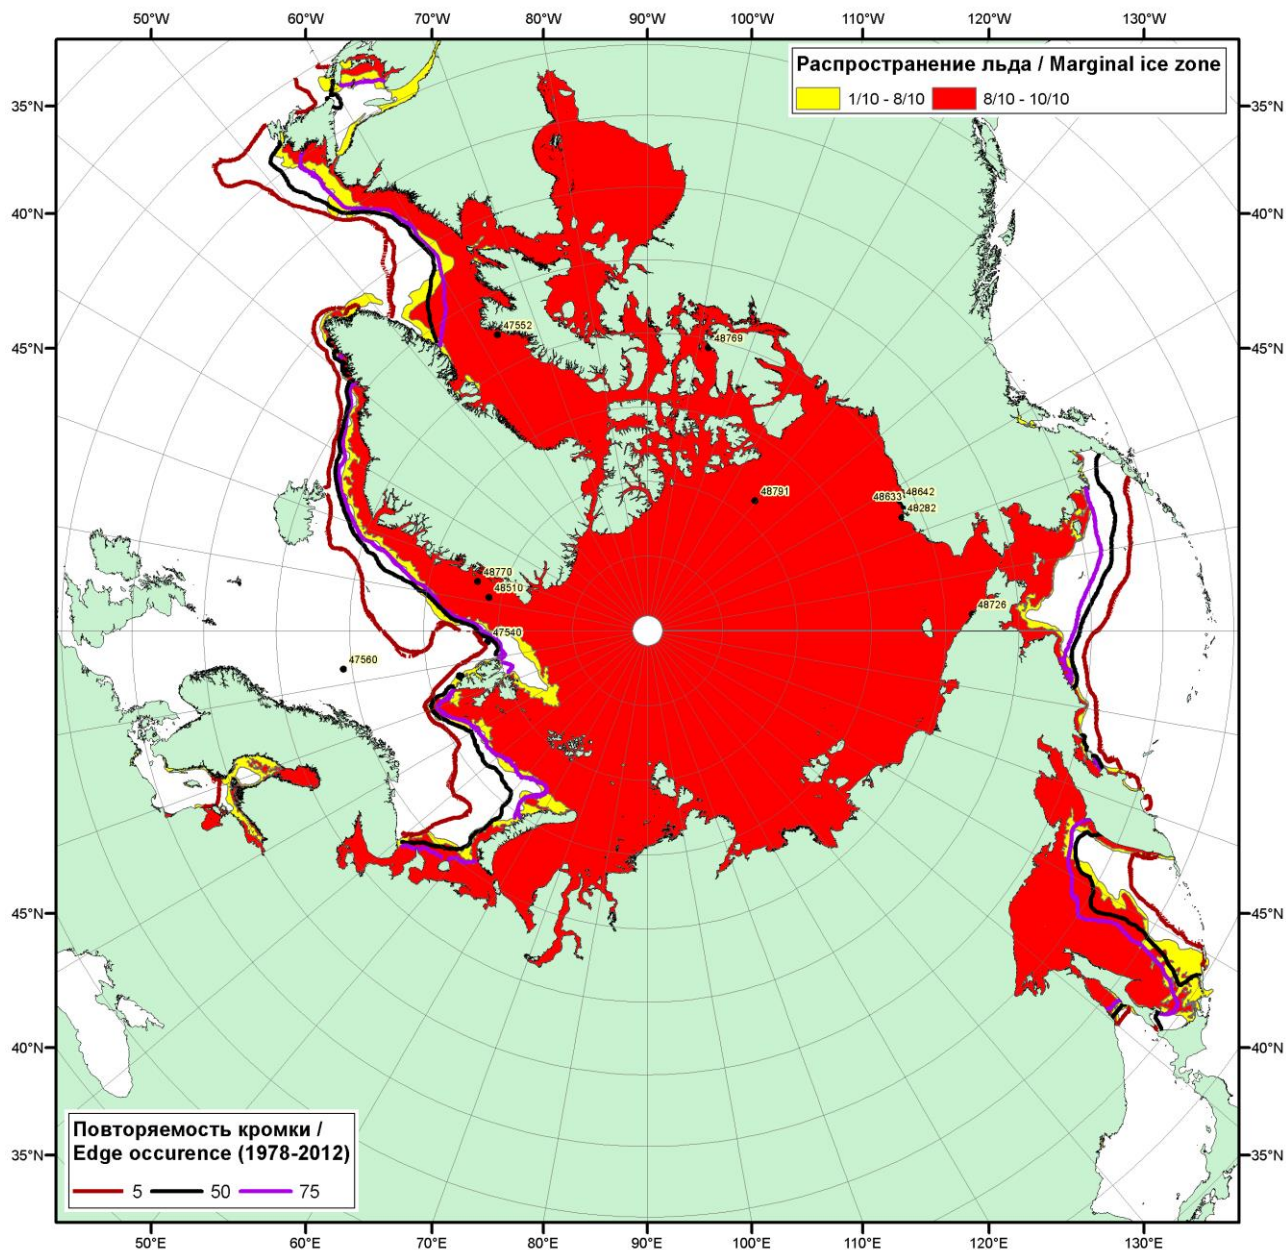 50°W 60°W 70°W 80°W 90°W 100°W 110°W 120°W 130°W
Распространение льда / Marginal ice zone
1/10 - 8/10 8/10 - 10/10
35°N 35°N
40°N 40°N
45°N 45°N
47552
48769
48791
48642
48633
48282
48770
48510
48726
47540
47560
45°N 45°N
40°N 40°N
Повторяемость кромки /
Edge occurence (1978-2012)
35°N 35°N
5 50 75
50°E 60°E 70°E 80°E 90°E 100°E 110°E 120°E 130°E